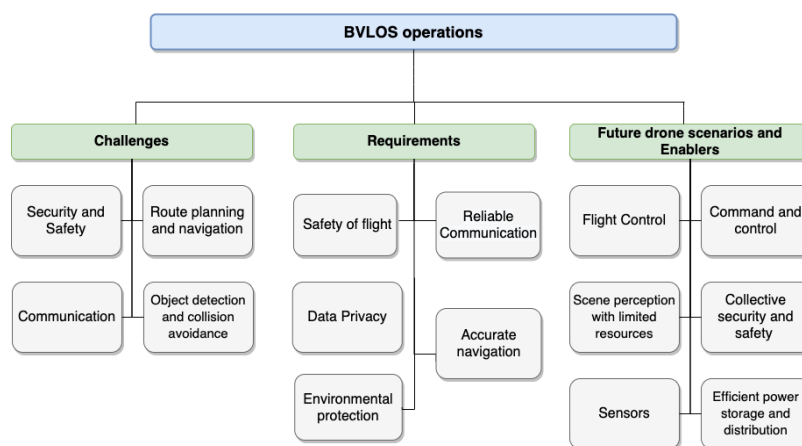 BVLOS operations
Challenges
Security and
Safety
Route planning
and navigation
Communication
Object detection
and collision
avoidance
Requirements
Safety of flight
Reliable
Communication
Data Privacy
Accurate
navigation
Environmental
protection
Future drone scenarios and
Enablers
Flight Control
Command and
control
Scene perception
with limited
resources
Collective
security and
safety
Sensors
Efficient power
storage and
distribution